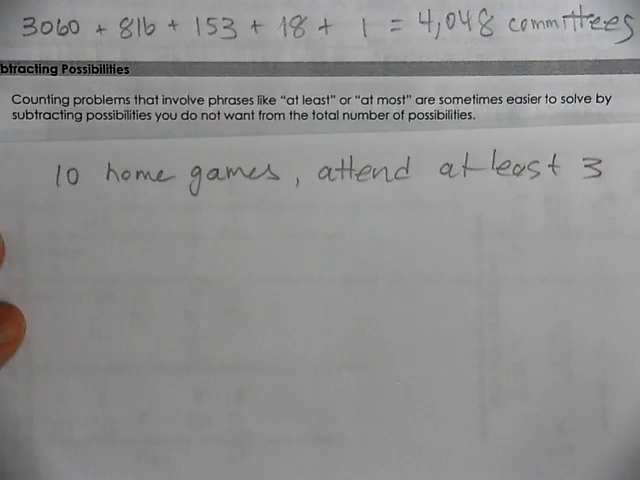 3060 + 816 + 153 + 18 + 1 = 4,048 committees
btracting Possibilities
Counting problems that involve phrases like "at least" or "at most" are sometimes easier to solve by
subtracting possibilities you do not want from the total number of possibilities.
10 home games, attend at least 3